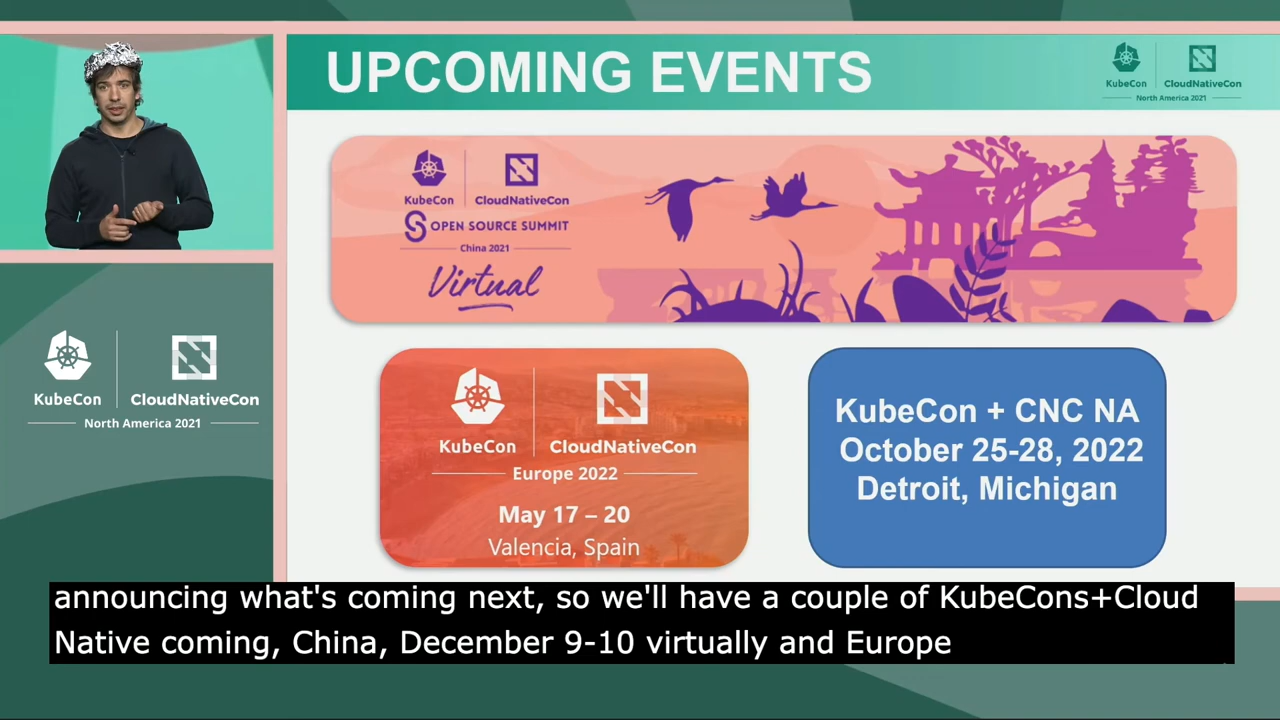 UPCOMING EVENTS
KubeCon
CloudNativeCon
North America 2021
KubeCon
CloudNativeCon
S OPEN SOURCE SUMMIT
China 2021
Virtual
KubeCon
CloudNativeCon
North America 2021
KubeCon
CloudNativeCon
Europe 2022
May 17 – 20
Valencia, Spain
KubeCon + CNC NA
October 25-28, 2022
Detroit, Michigan
announcing what's coming next, so we'll have a couple of KubeCons+Cloud
Native coming, China, December 9-10 virtually and Europe